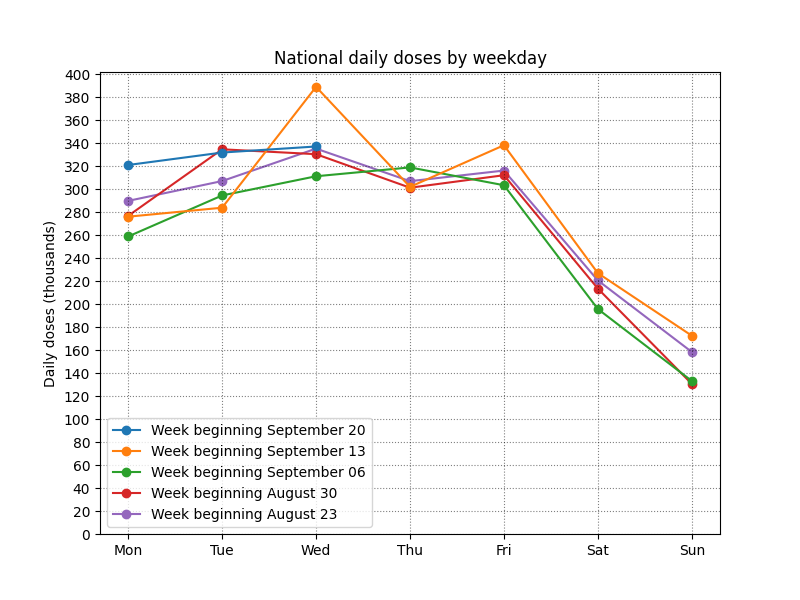 National daily doses by weekday
400
380
360
340
320
300
280
260
240
220
200
180
160
140
120
100
80
60
40
20
0
Daily doses (thousands)
Week beginning September 20
Week beginning September 13
Week beginning September 06
Week beginning August 30
Week beginning August 23
Mon Tue Wed Thu Fri Sat Sun